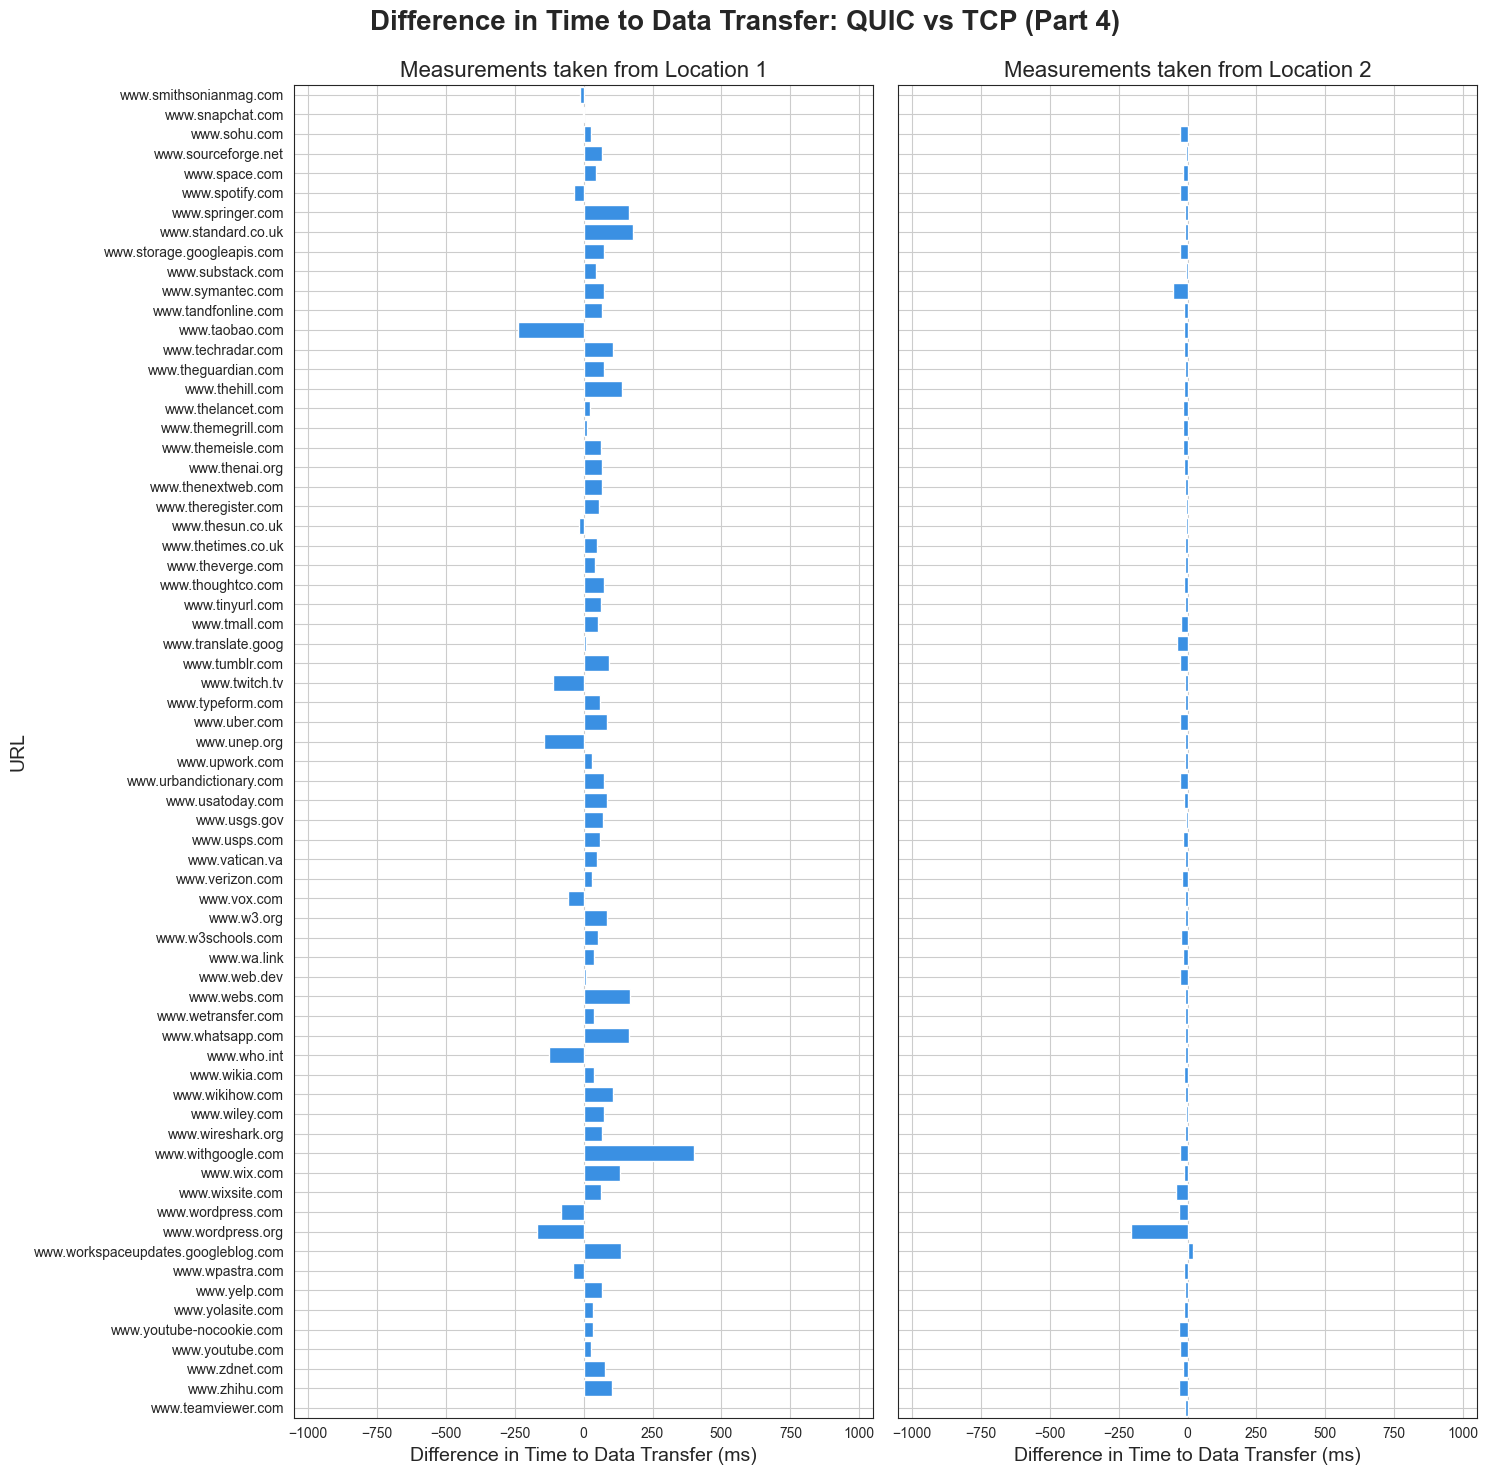 Difference in Time to Data Transfer: QUIC vs TCP (Part 4)
Measurements taken from Location 1
Measurements taken from Location 2
URL
www.smithsonianmag.com
www.snapchat.com
www.sohu.com
www.sourceforge.net
www.space.com
www.spotify.com
www.springer.com
www.standard.co.uk
www.storage.googleapis.com
www.substack.com
www.symantec.com
www.tandfonline.com
www.taobao.com
www.techradar.com
www.theguardian.com
www.thehill.com
www.thelancet.com
www.themegrill.com
www.themeisle.com
www.thenai.org
www.thenextweb.com
www.theregister.com
www.thesun.co.uk
www.thetimes.co.uk
www.theverge.com
www.thoughtco.com
www.tinyurl.com
www.tmall.com
www.translate.goog
www.tumblr.com
www.twitch.tv
www.typeform.com
www.uber.com
www.unep.org
www.upwork.com
www.urbandictionary.com
www.usatoday.com
www.usgs.gov
www.usps.com
www.vatican.va
www.verizon.com
www.vox.com
www.w3.org
www.w3schools.com
www.wa.link
www.web.dev
www.webs.com
www.wetransfer.com
www.whatsapp.com
www.who.int
www.wikia.com
www.wikihow.com
www.wiley.com
www.wireshark.org
www.withgoogle.com
www.wix.com
www.wixsite.com
www.wordpress.com
www.wordpress.org
www.workspaceupdates.googleblog.com
www.wpastra.com
www.yelp.com
www.yolasite.com
www.youtube-nocookie.com
www.youtube.com
www.zdnet.com
www.zhihu.com
www.teamviewer.com
−1000 −750 −500 −250 0 250 500 750 1000
Difference in Time to Data Transfer (ms)
−1000 −750 −500 −250 0 250 500 750 1000
Difference in Time to Data Transfer (ms)